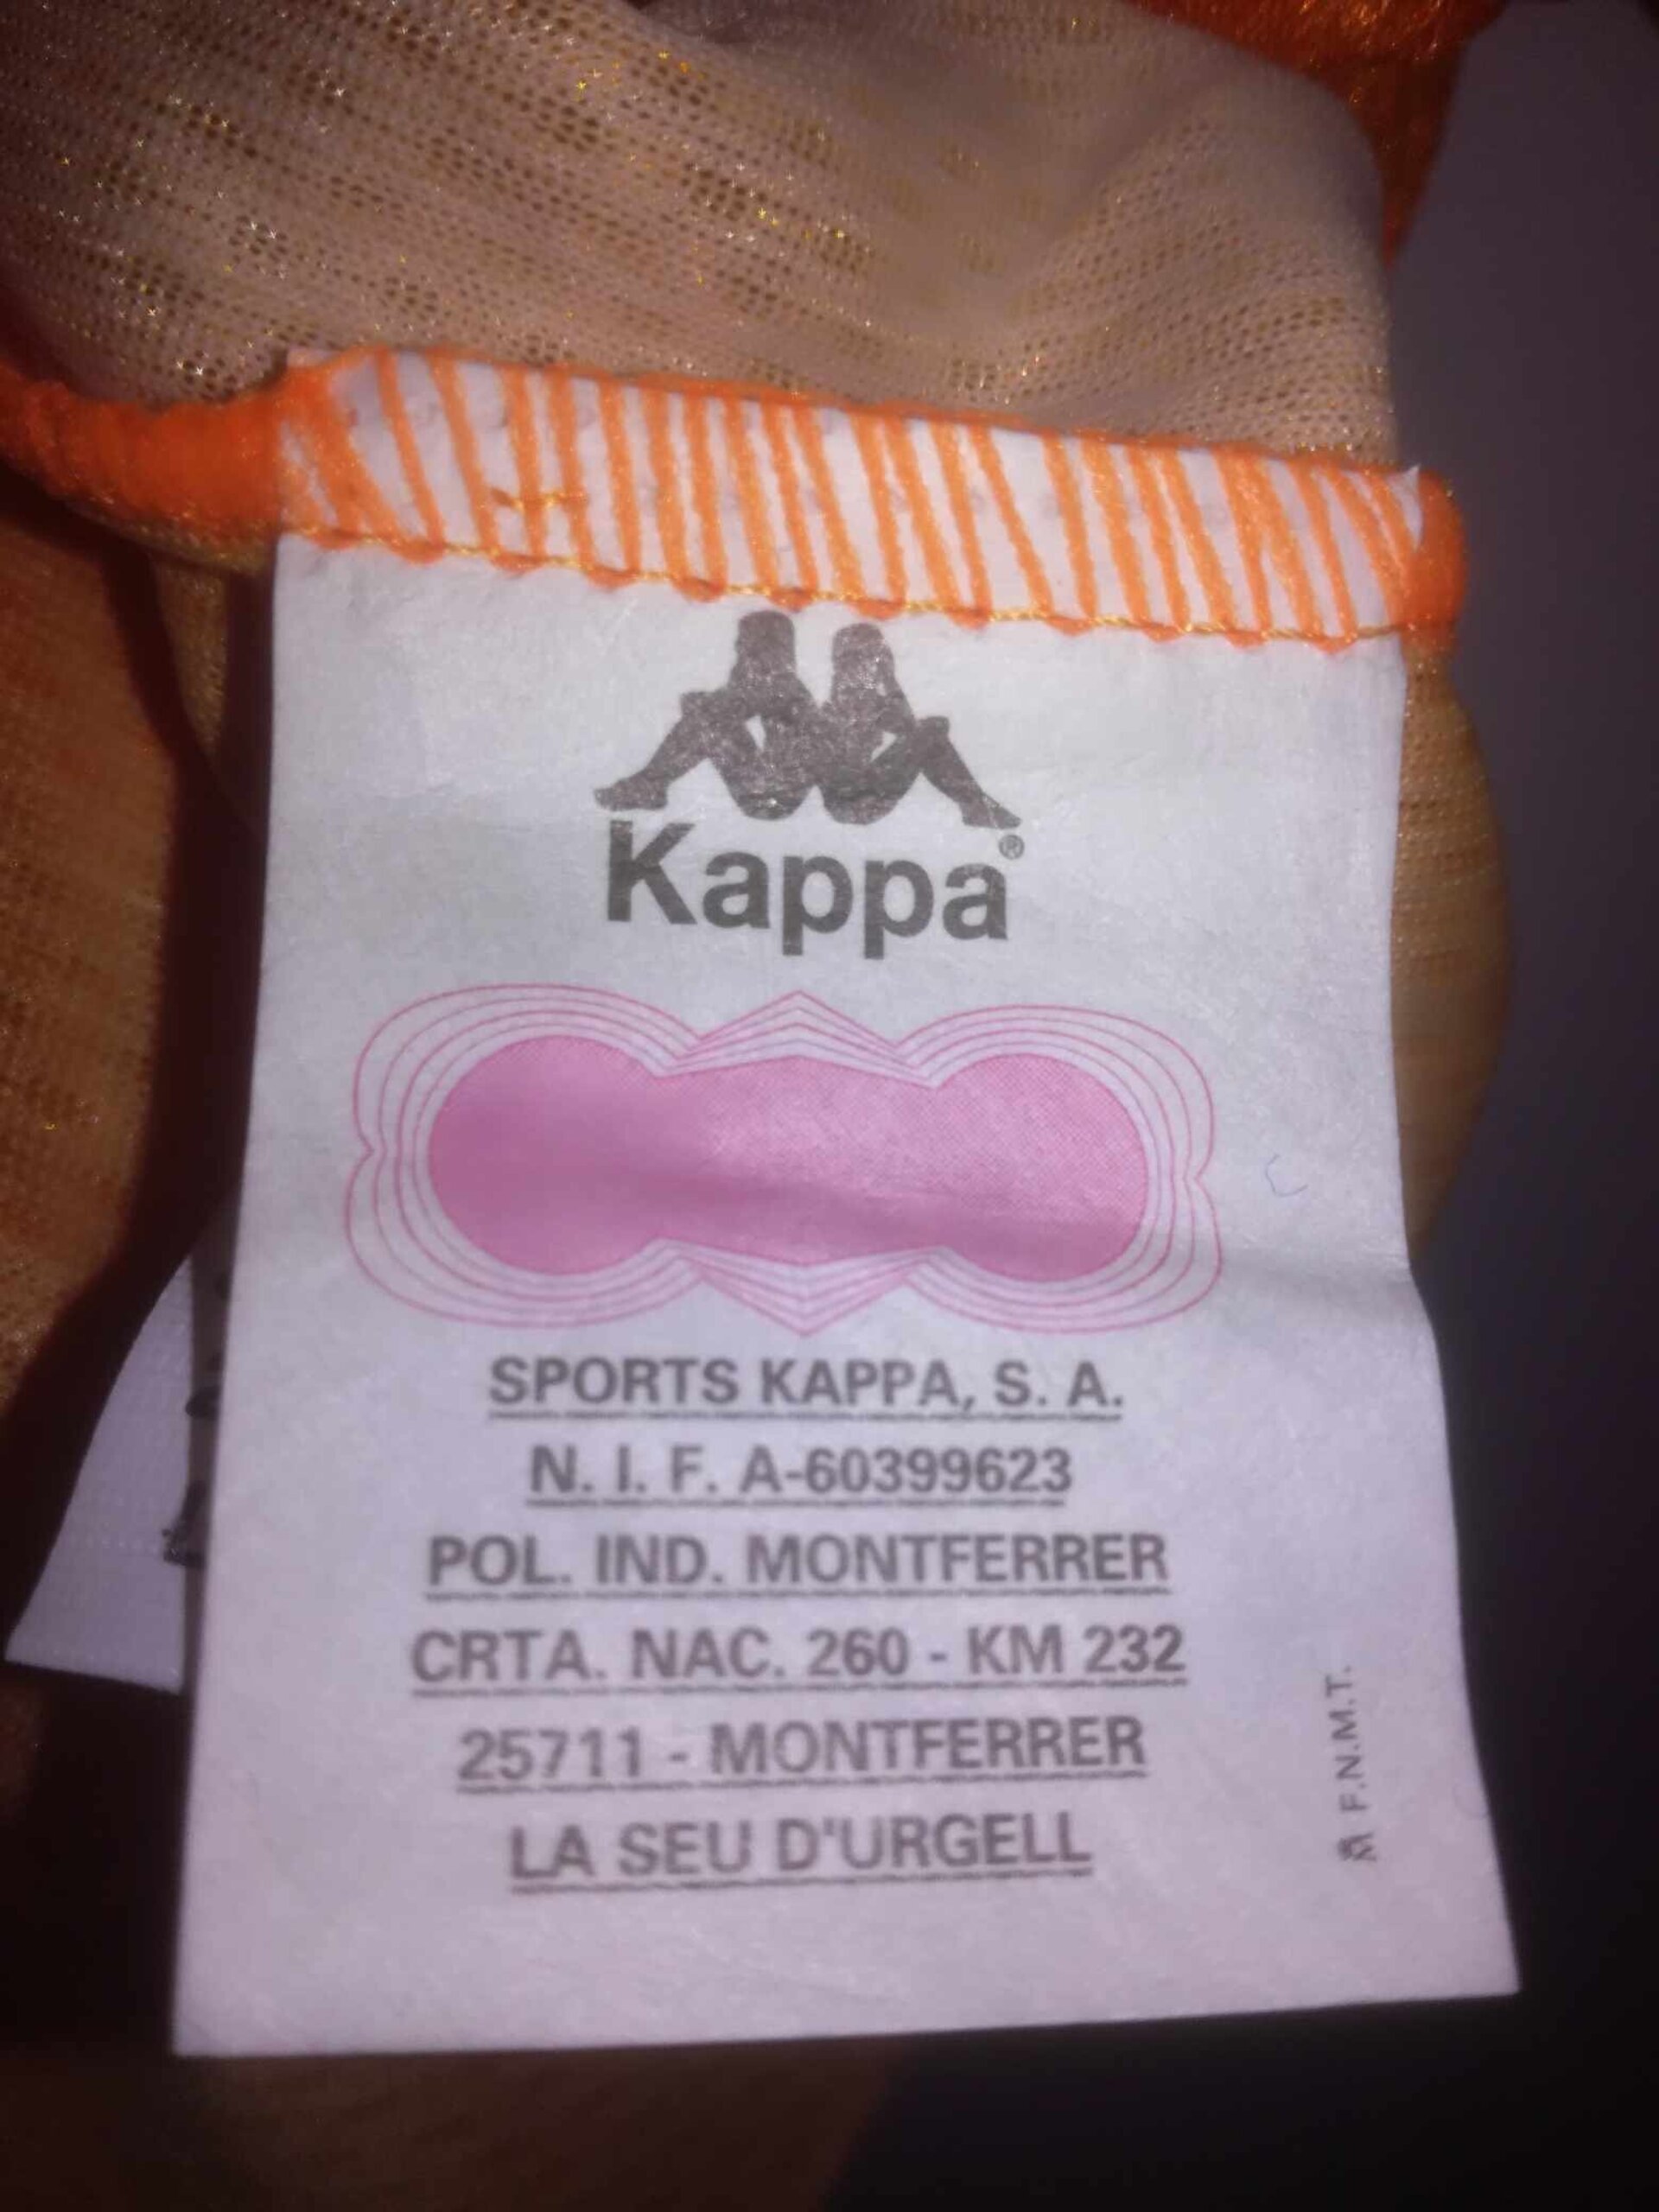 Kappa®
SPORTS KAPPA, S. A.
N. I. F. A-60399623
POL. IND. MONTFERRER
CRTA. NAC. 260 - KM 232
25711 - MONTFERRER
LA SEU D'URGELL
F.N.M.T.